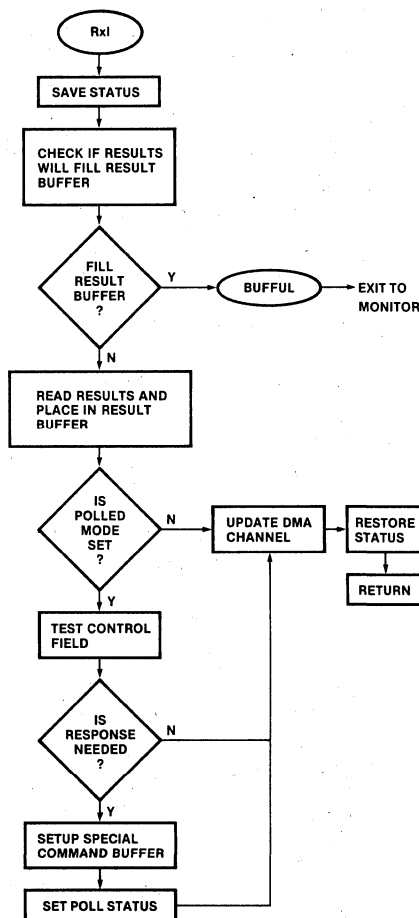 RxI
SAVE STATUS
CHECK IF RESULTS
WILL FILL RESULT
BUFFER
FILL
RESULT
BUFFER
?
Y
BUFFUL
EXIT TO
MONITOR
N
READ RESULTS AND
PLACE IN RESULT
BUFFER
IS
POLLED
MODE
SET
?
N
UPDATE DMA
CHANNEL
RESTORE
STATUS
RETURN
Y
TEST CONTROL
FIELD
IS
RESPONSE
NEEDED
?
N
Y
SETUP SPECIAL
COMMAND BUFFER
SET POLL STATUS